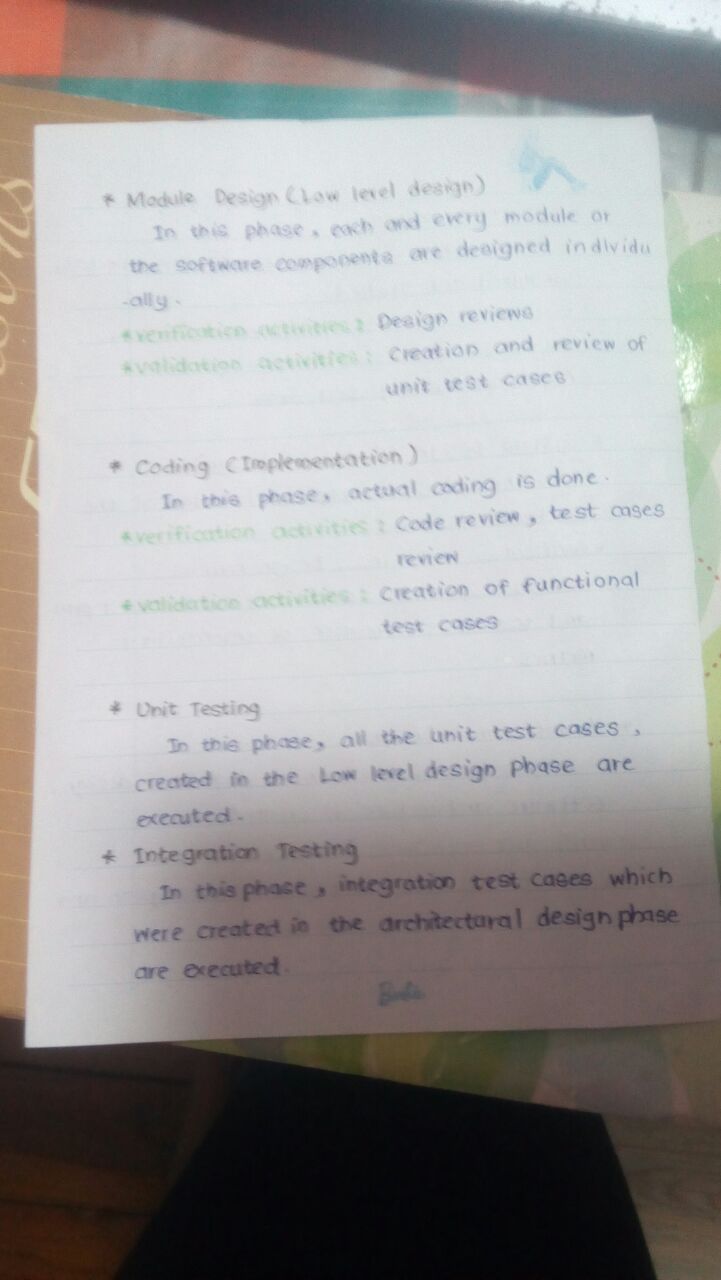 * Module Design (Low level design)
In this phase, each and every module or
the software components are designed individu
-ally.
*verification activities: Design reviews
*validation activities: Creation and review of
unit test cases
* Coding (Implementation)
In this phase, actual coding is done.
*verification activities: Code review, test cases
review
*validation activities: Creation of functional
test cases
* Unit Testing
In this phase, all the unit test cases,
created in the Low level design phase are
executed.
* Integration Testing
In this phase, integration test cases which
were created in the architectural design phase
are executed.